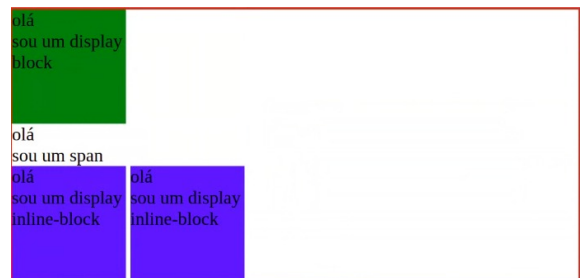 olá
sou um display
block
olá
sou um span
olá
sou um display
inline-block
olá
sou um display
inline-block